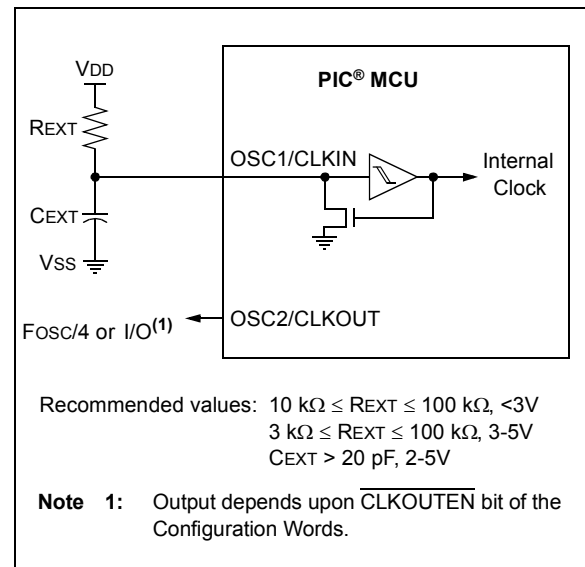 VDD
PIC® MCU
REXT
OSC1/CLKIN
Internal
Clock
CEXT
VSS
OSC2/CLKOUT
FOSC/4 or I/O(1)
Recommended values: 10 kΩ ≤ REXT ≤ 100 kΩ, <3V
3 kΩ ≤ REXT ≤ 100 kΩ, 3-5V
CEXT > 20 pF, 2-5V
Note 1: Output depends upon CLKOUTEN bit of the
Configuration Words.